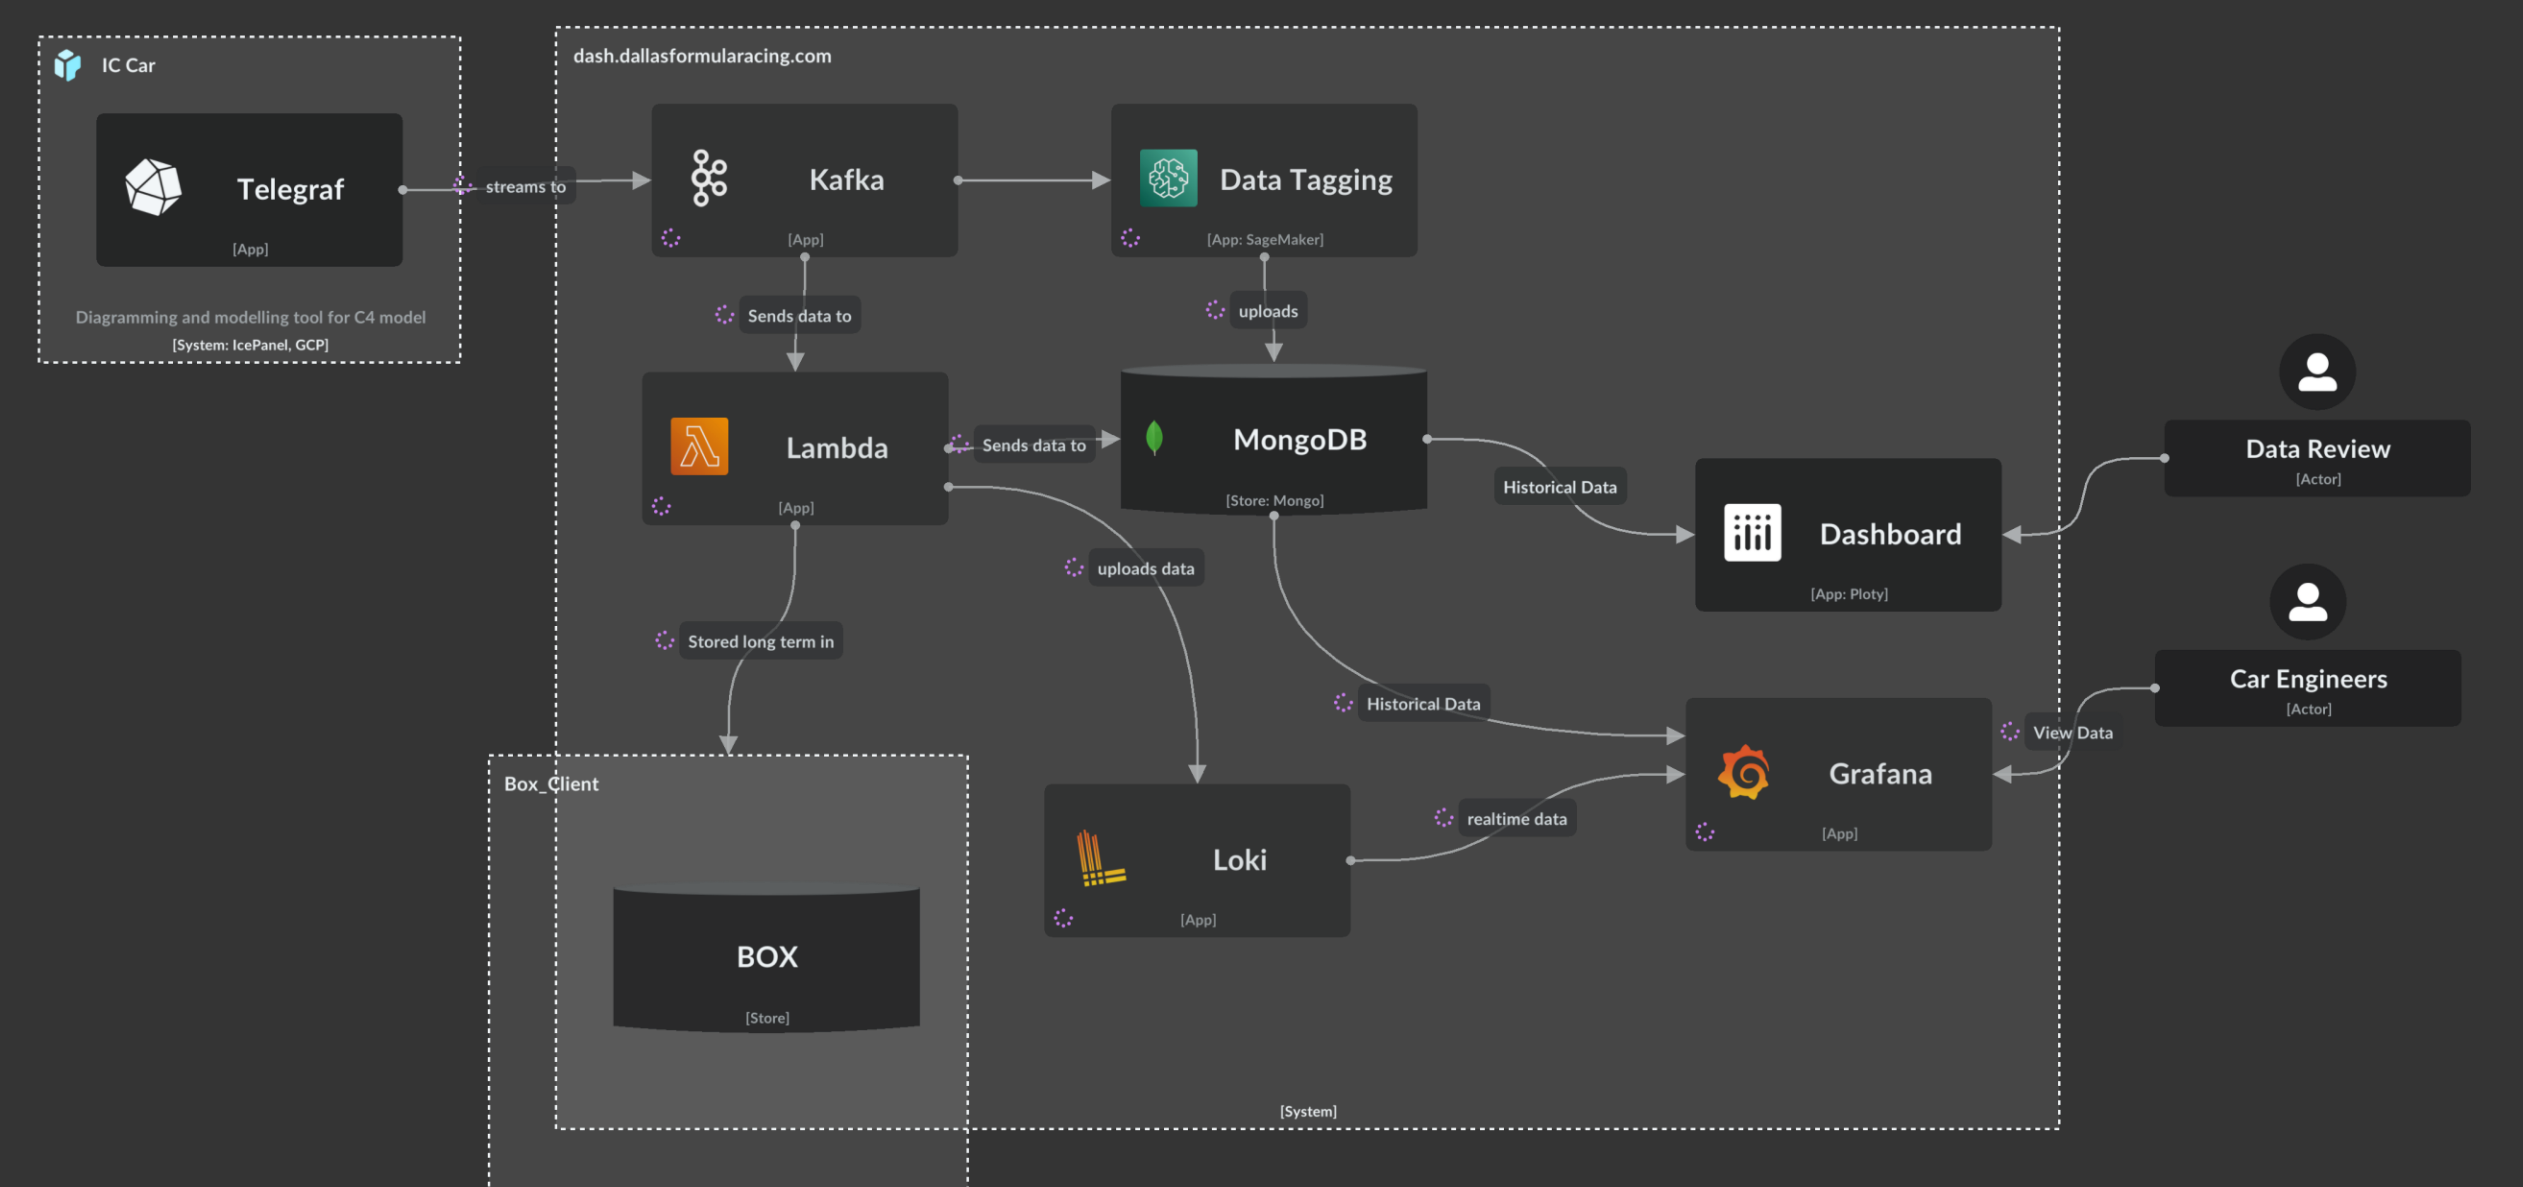 IC Car
Telegraf
[App]
Diagramming and modelling tool for C4 model
[System: IcePanel, GCP]
streams to
dash.dallasformularacing.com
Kafka
[App]
Data Tagging
[App: SageMaker]
Sends data to
uploads
Lambda
[App]
Sends data to
MongoDB
[Store: Mongo]
Historical Data
Dashboard
[App: Ploty]
Data Review
[Actor]
uploads data
Stored long term in
Historical Data
Car Engineers
[Actor]
View Data
Grafana
[App]
realtime data
Loki
[App]
Box_Client
BOX
[Store]
[System]